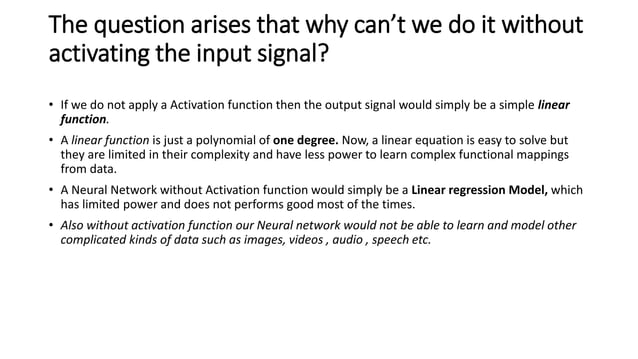 The question arises that why can’t we do it without
activating the input signal?
• If we do not apply a Activation function then the output signal would simply be a simple linear
function.
• A linear function is just a polynomial of one degree. Now, a linear equation is easy to solve but
they are limited in their complexity and have less power to learn complex functional mappings
from data.
• A Neural Network without Activation function would simply be a Linear regression Model, which
has limited power and does not performs good most of the times.
• Also without activation function our Neural network would not be able to learn and model other
complicated kinds of data such as images, videos , audio , speech etc.